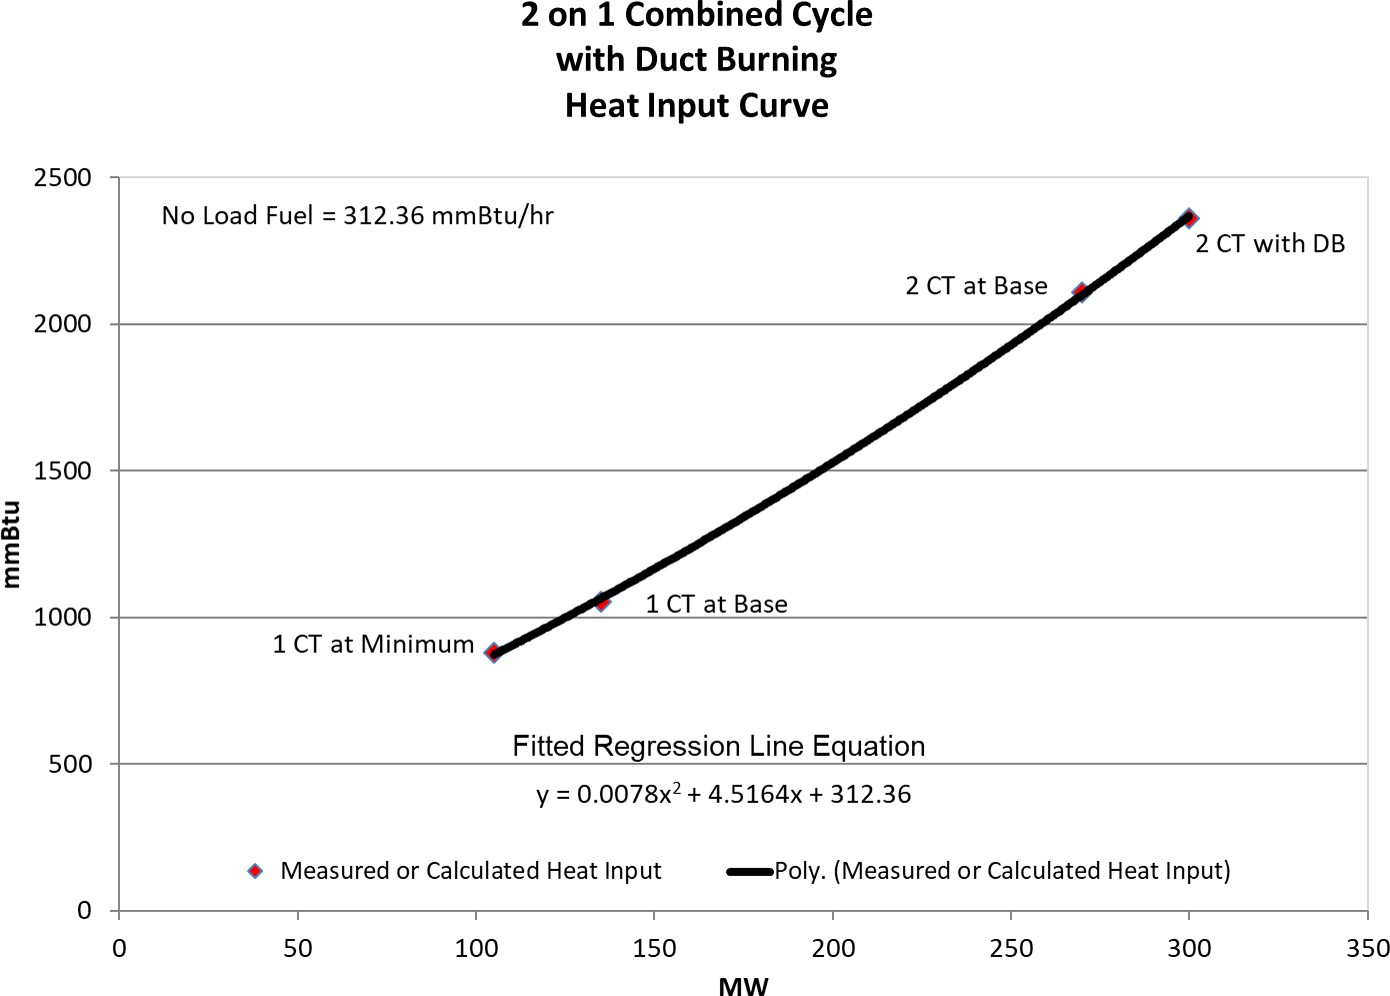 2 on 1 Combined Cycle
with Duct Burning
Heat Input Curve
2500
No Load Fuel = 312.36 mmBtu/hr
2 CT with DB
2 CT at Base
2000
1500
mmBtu
1 CT at Base
1000
1 CT at Minimum
Fitted Regression Line Equation
500
y = 0.0078x² + 4.5164x + 312.36
Measured or Calculated Heat Input
Poly. (Measured or Calculated Heat Input)
0
0 50 100 150 200 250 300 350
MW